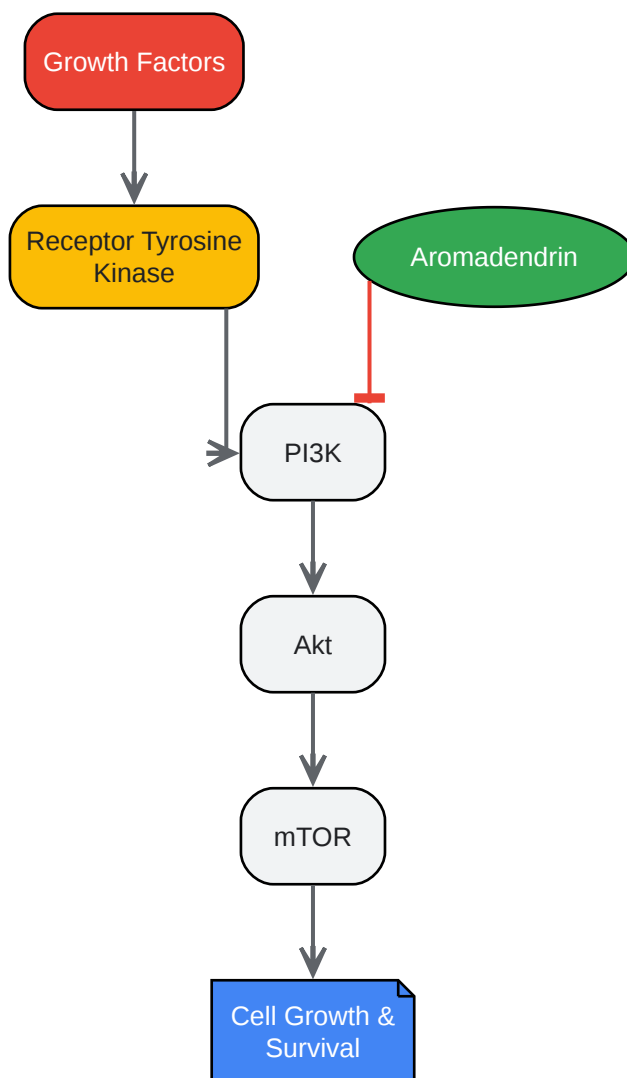 Growth Factors
Receptor Tyrosine
Kinase
Aromadendrin
PI3K
Akt
mTOR
Cell Growth &
Survival